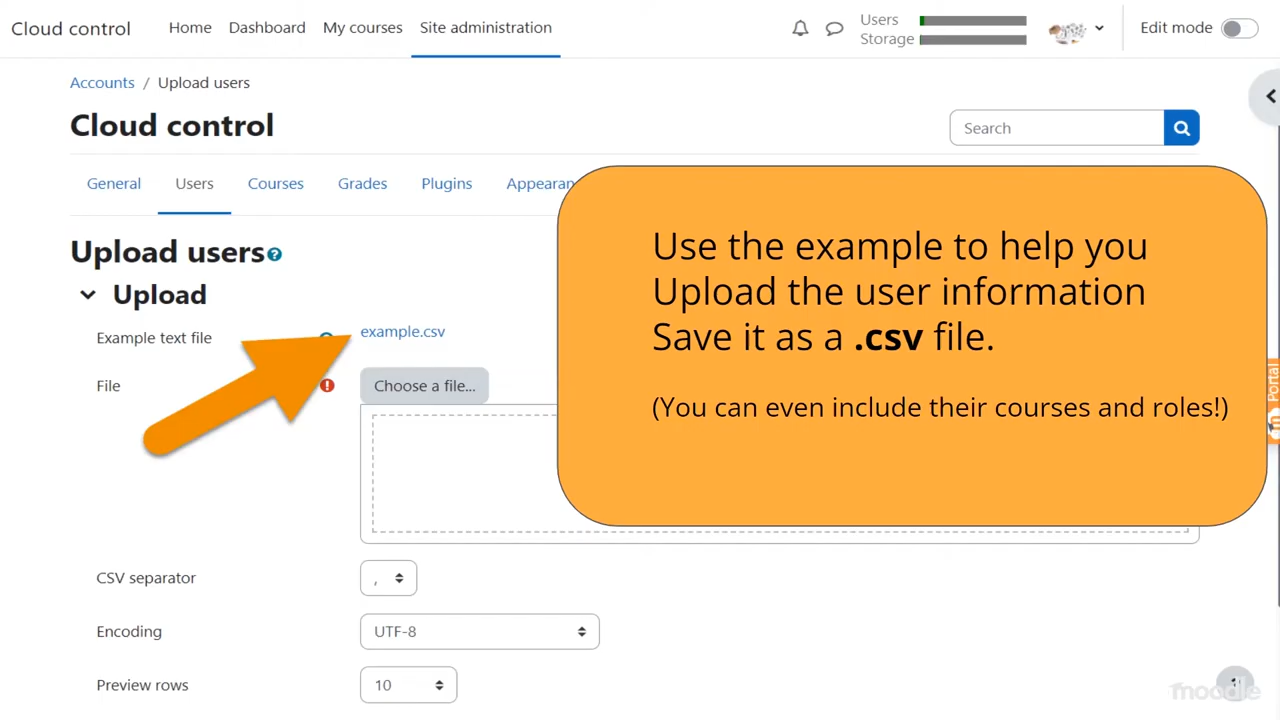 Cloud control
Home
Dashboard
My courses
Site administration
Users
Storage
Edit mode
Accounts / Upload users
Cloud control
Search
General
Users
Courses
Grades
Plugins
Appearan
Upload users
Upload
Example text file
example.csv
File
Choose a file...
Use the example to help you
Upload the user information
Save it as a .csv file.
(You can even include their courses and roles!)
Portal
CSV separator
,
Encoding
UTF-8
Preview rows
10
moodle